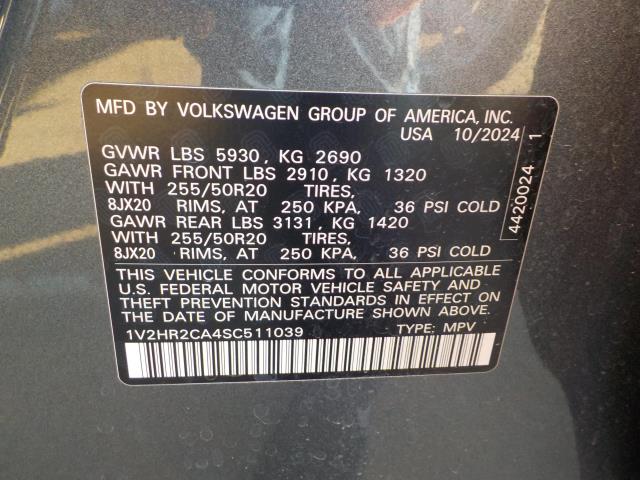 MFD BY VOLKSWAGEN GROUP OF AMERICA, INC.
USA 10/2024
GVWR LBS 5930, KG 2690
GAWR FRONT LBS 2910, KG 1320
WITH 255/50R20 TIRES,
8JX20 RIMS, AT 250 KPA, 36 PSI COLD
GAWR REAR LBS 3131, KG 1420
WITH 255/50R20 TIRES,
8JX20 RIMS, AT 250 KPA, 36 PSI COLD
THIS VEHICLE CONFORMS TO ALL APPLICABLE
U.S. FEDERAL MOTOR VEHICLE SAFETY AND
THEFT PREVENTION STANDARDS IN EFFECT ON
THE DATE OF MANUFACTURE SHOWN ABOVE.
1V2HR2CA4SC511039 TYPE: MPV
4420024 1